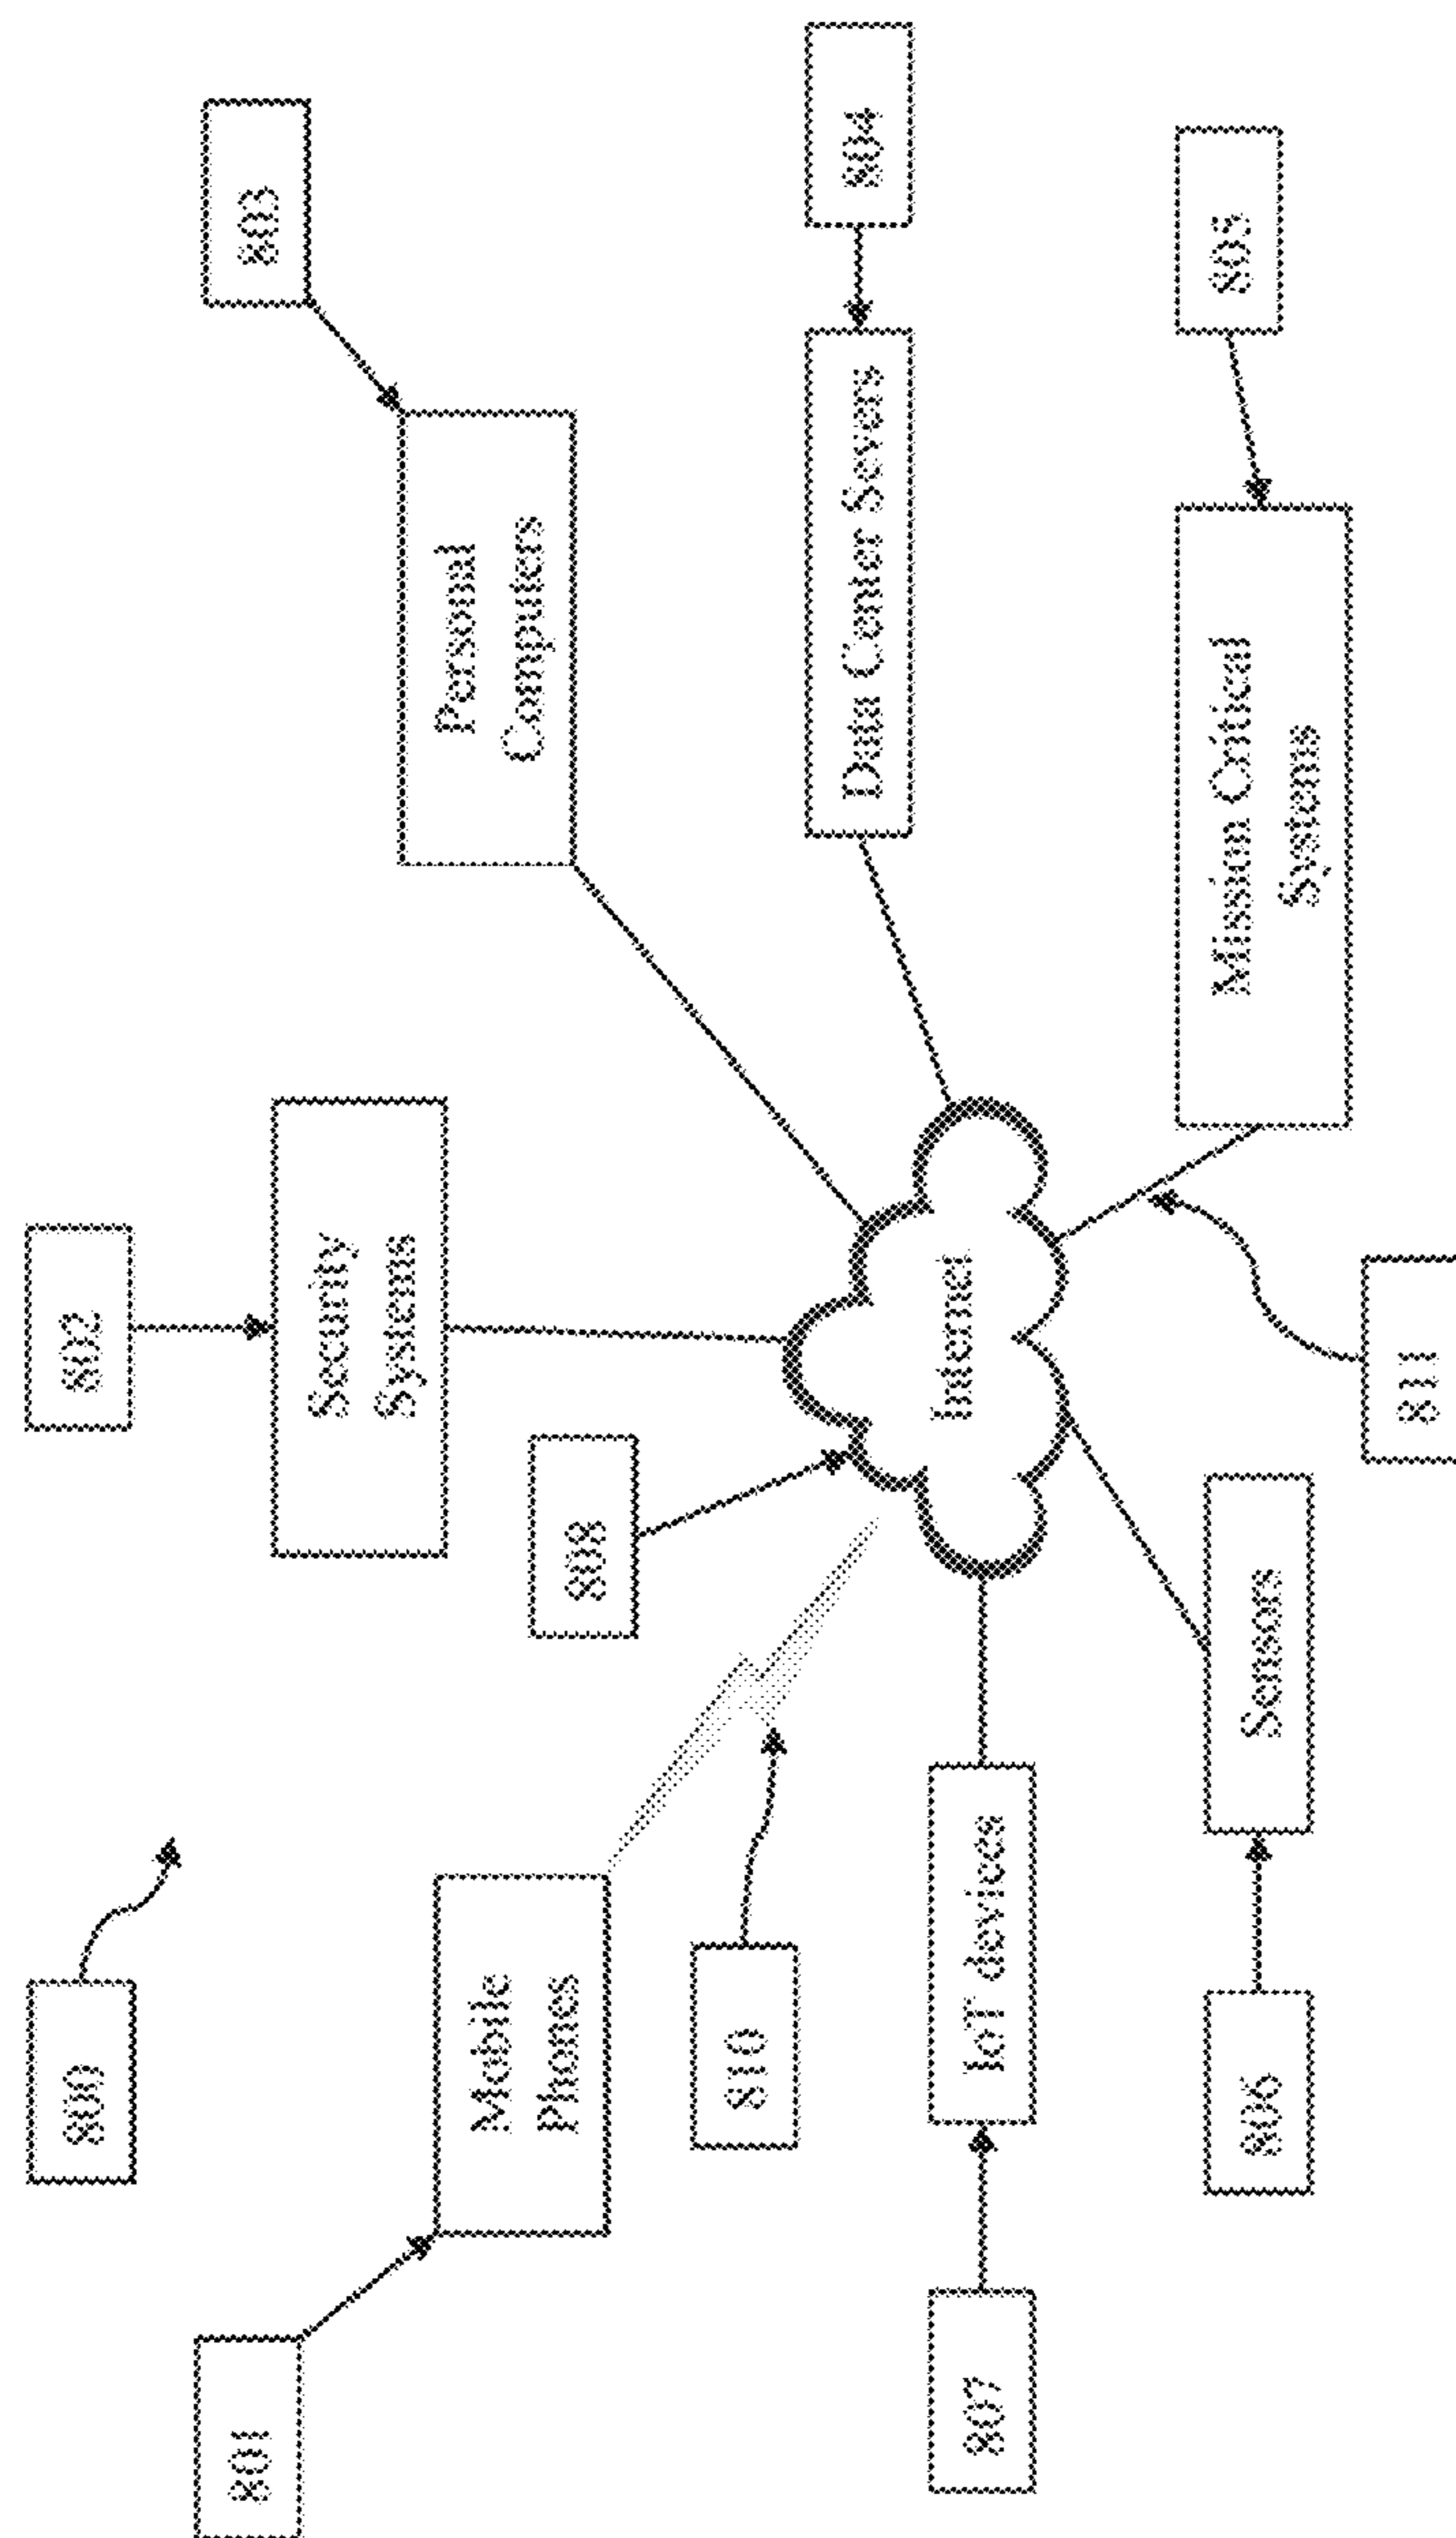 800
802
801
803
Security
Systems
Mobile
Phones
Personal
Computers
808
810
Data Center Severs
804
Internet
807
IoT devices
806
Sensors
Mission Critical
Systems
805
811